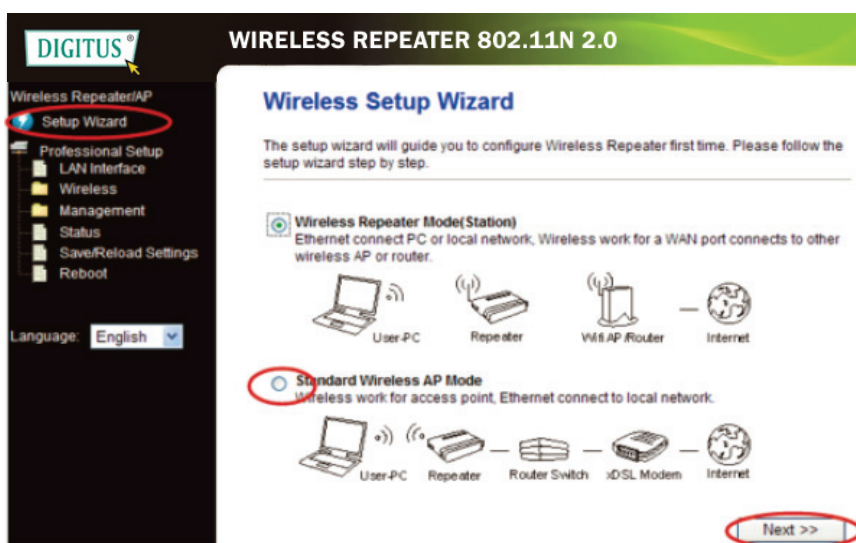 DIGITUS®
WIRELESS REPEATER 802.11N 2.0
Wireless Repeater/AP
Setup Wizard
Professional Setup
LAN Interface
Wireless
Management
Status
Save/Reload Settings
Reboot
Language: English
Wireless Setup Wizard
The setup wizard will guide you to configure Wireless Repeater first time. Please follow the
setup wizard step by step.
Wireless Repeater Mode(Station)
Ethernet connect PC or local network, Wireless work for a WAN port connects to other
wireless AP or router.
User-PC Repeater Wifi AP /Router Internet
Standard Wireless AP Mode
Wireless work for access point, Ethernet connect to local network.
User-PC Repeater Router Switch xDSL Modem Internet
Next >>